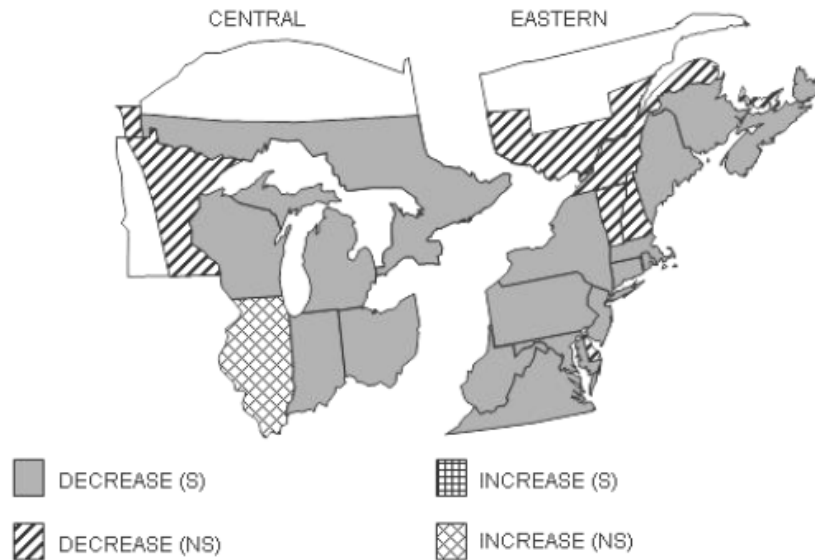 CENTRAL
EASTERN
DECREASE (S)
INCREASE (S)
DECREASE (NS)
INCREASE (NS)